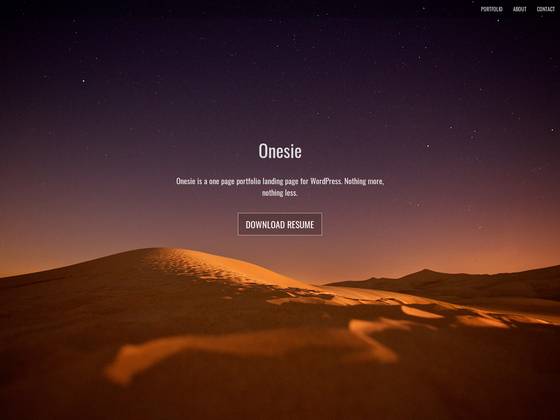 PORTFOLIO ABOUT CONTACT
Onesie
Onesie is a one page portfolio landing page for WordPress. Nothing more,
nothing less.
DOWNLOAD RESUME